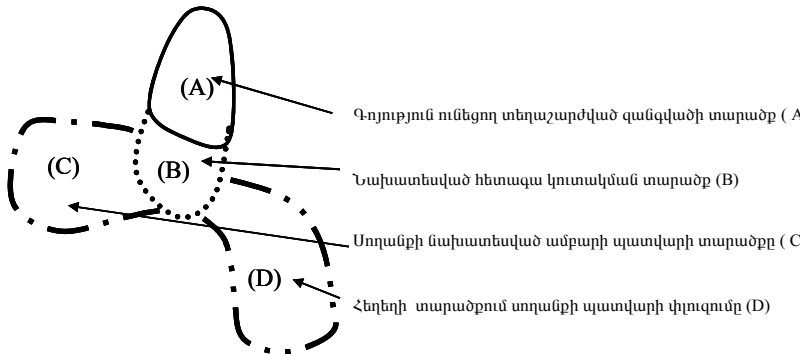 (A)
Գոյություն ունեցող տեղաշարժված զանգվածի տարածք ( A
(C)
(B)
Նախատեսված հետագա կուտակման տարածք (B)
Սողանքի նախատեսված ամբարի պատվարի տարածքը ( C
(D)
Հեղեղի տարածքում սողանքի պատվարի փլուզումը (D)